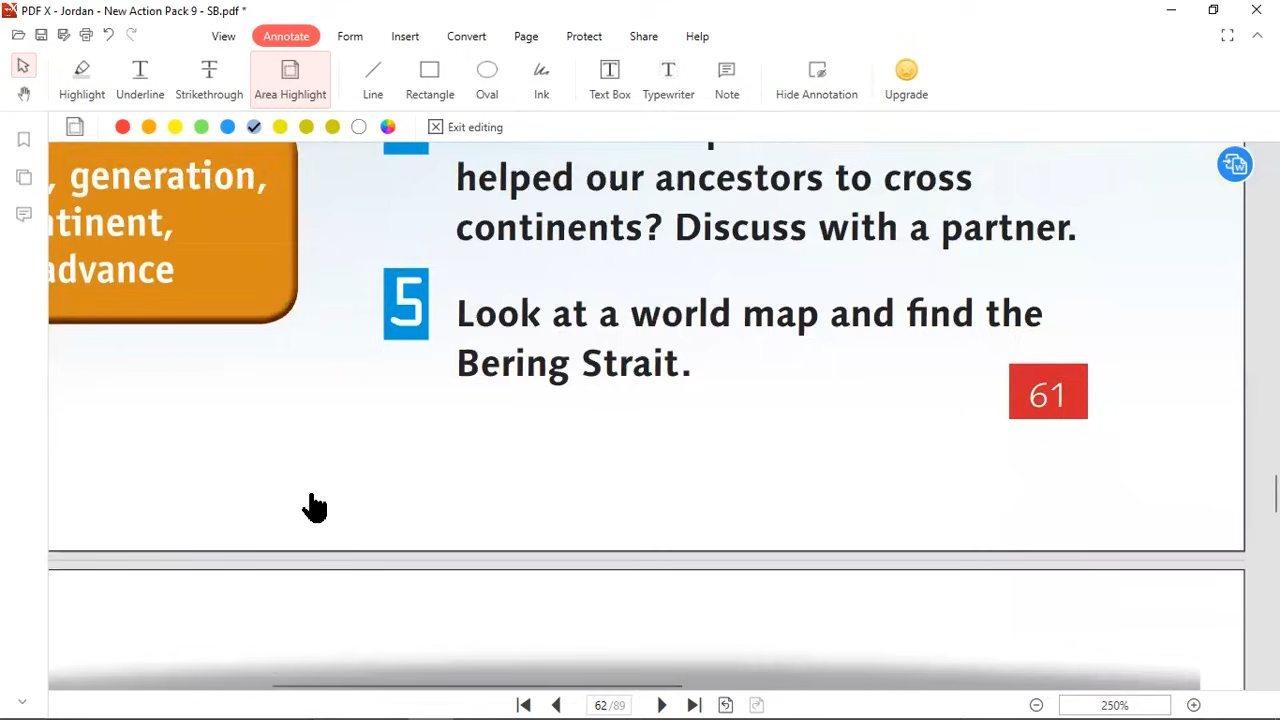 PDF X - Jordan - New Action Pack 9 - SB.pdf *
View Annotate Form Insert Convert Page Protect Share Help
Highlight Underline Strikethrough Area Highlight Line Rectangle Oval Ink Text Box Typewriter Note Hide Annotation Upgrade
Exit editing
, generation,
ntinent,
advance
helped our ancestors to cross
continents? Discuss with a partner.
5 Look at a world map and find the
Bering Strait.
61
62 /89
250%